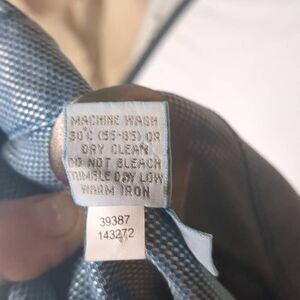 MACHINE WASH
30°C (55-85) OR
DRY CLEAN
DO NOT BLEACH
TUMBLE DRY LOW
WARM IRON
39387
143272